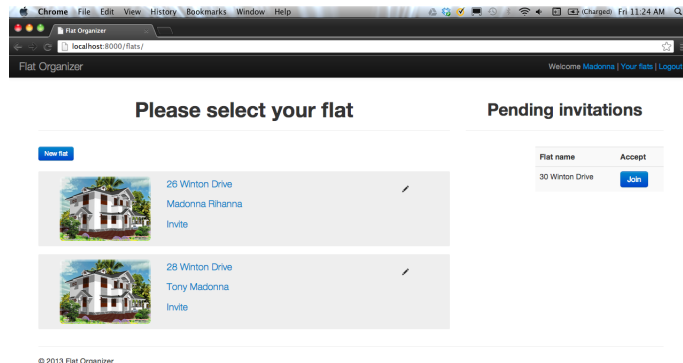 Chrome File Edit View History Bookmarks Window Help (Charged) Fri 11:24 AM
Flat Organizer
localhost:8000/flats/
Flat Organizer Welcome Madonna | Your flats | Logout
Please select your flat
Pending invitations
New flat
Flat name Accept
30 Winton Drive Join
26 Winton Drive
Madonna Rihanna
Invite
28 Winton Drive
Tony Madonna
Invite
© 2013 Flat Organizer